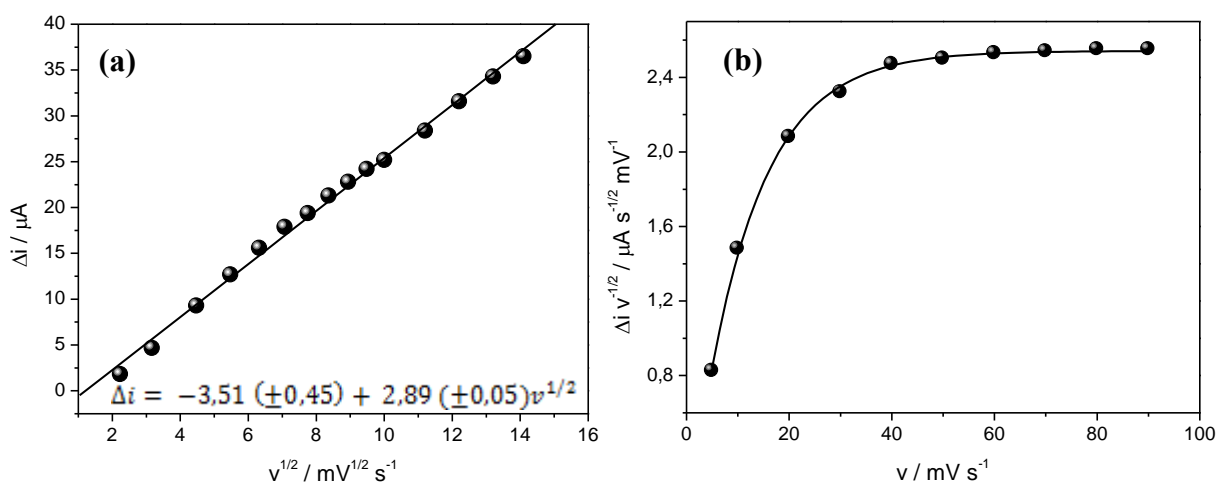 (a)
40
35
30
25
20
15
10
5
0
Δi / μA
Δi = −3,51 (±0,45) + 2,89 (±0,05)v^{1/2}
2 4 6 8 10 12 14 16
v^{1/2} / mV^{1/2} s^{-1}
(b)
2,4
2,0
1,6
1,2
0,8
Δi v^{-1/2} / μA s^{-1/2} mV^{-1}
0 20 40 60 80 100
v / mV s^{-1}